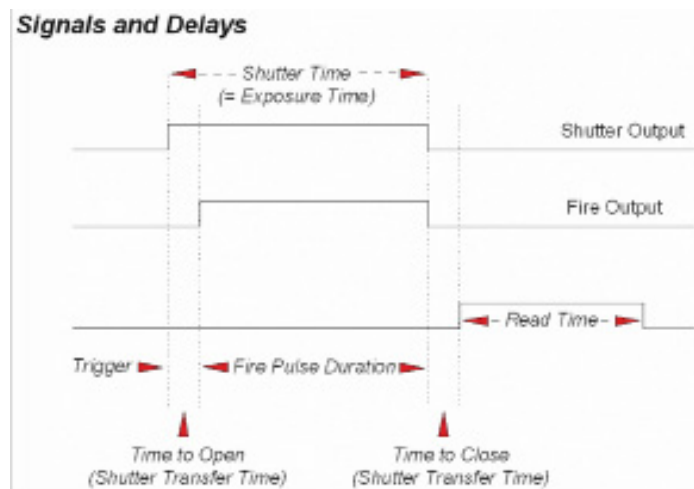 Signals and Delays
Shutter Time
(= Exposure Time)
Shutter Output
Fire Output
Read Time
Trigger
Fire Pulse Duration
Time to Open
(Shutter Transfer Time)
Time to Close
(Shutter Transfer Time)